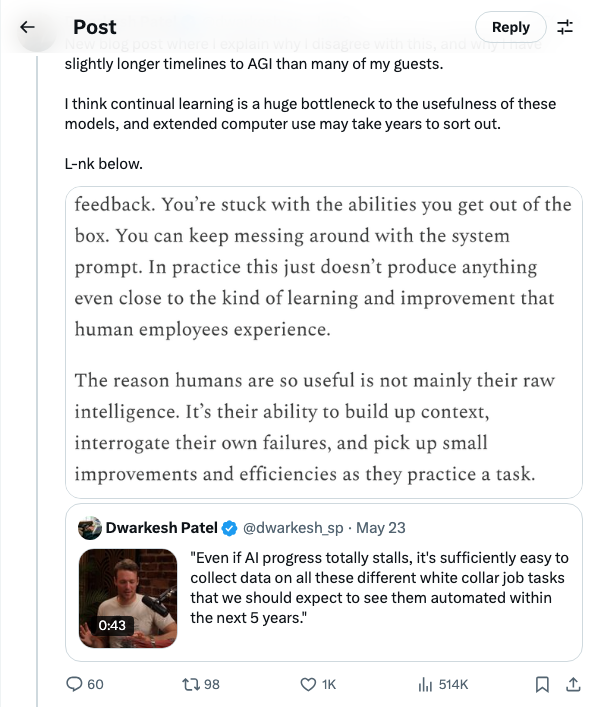 Post
Reply
New blog post where I explain why I disagree with this, and why I have
slightly longer timelines to AGI than many of my guests.
I think continual learning is a huge bottleneck to the usefulness of these
models, and extended computer use may take years to sort out.
L-nk below.
feedback. You’re stuck with the abilities you get out of the
box. You can keep messing around with the system
prompt. In practice this just doesn’t produce anything
even close to the kind of learning and improvement that
human employees experience.
The reason humans are so useful is not mainly their raw
intelligence. It’s their ability to build up context,
interrogate their own failures, and pick up small
improvements and efficiencies as they practice a task.
Dwarkesh Patel @dwarkesh_sp · May 23
"Even if AI progress totally stalls, it's sufficiently easy to
collect data on all these different white collar job tasks
that we should expect to see them automated within
the next 5 years."
0:43
60 98 1K 514K